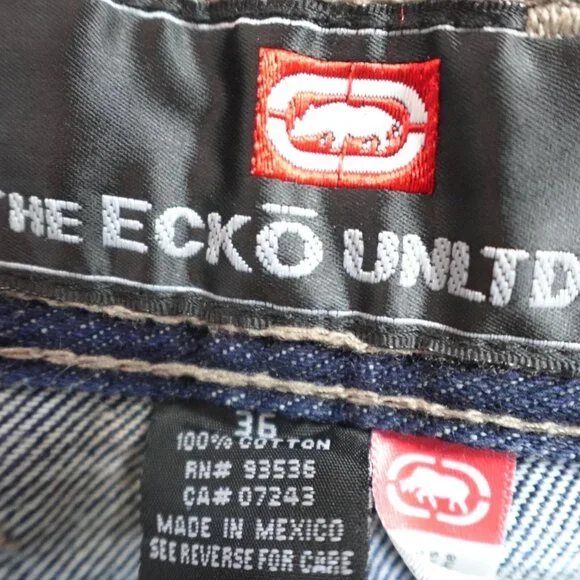 THE ECKŌ UNLTD
36
100% COTTON
RN# 93536
CA# 07243
MADE IN MEXICO
SEE REVERSE FOR CARE